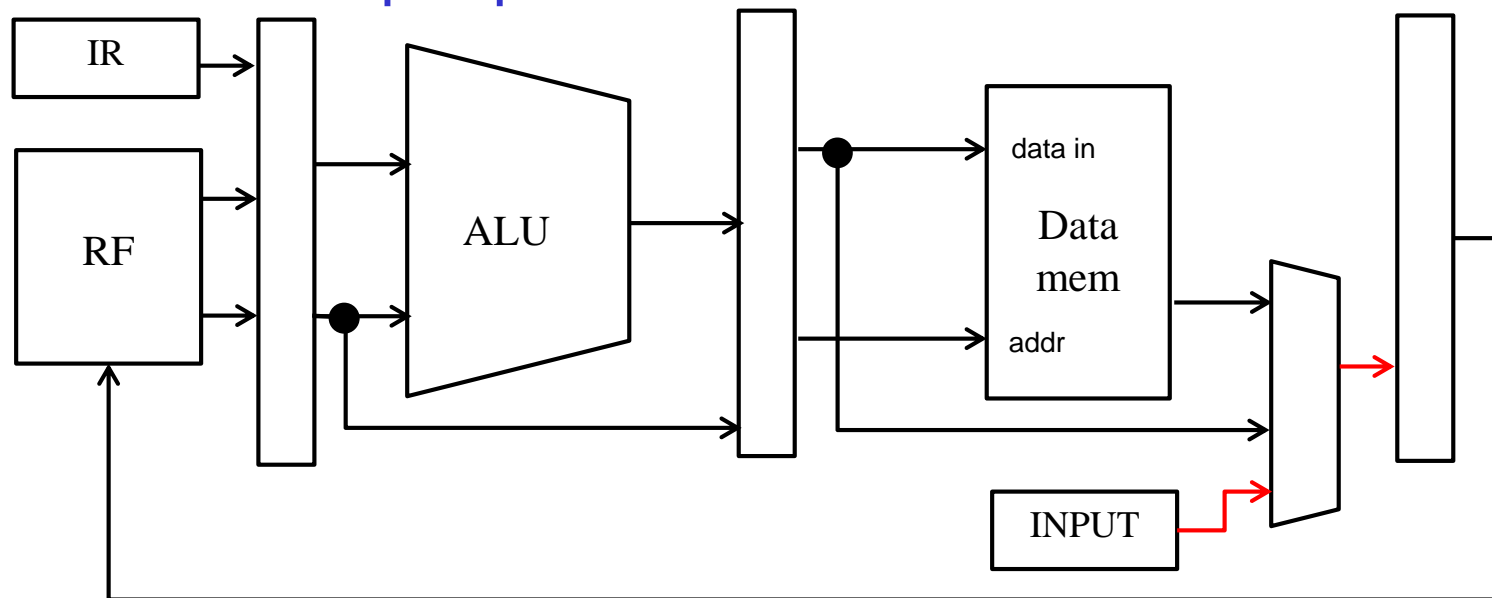 IR
RF
ALU
data in
Data
mem
addr
INPUT